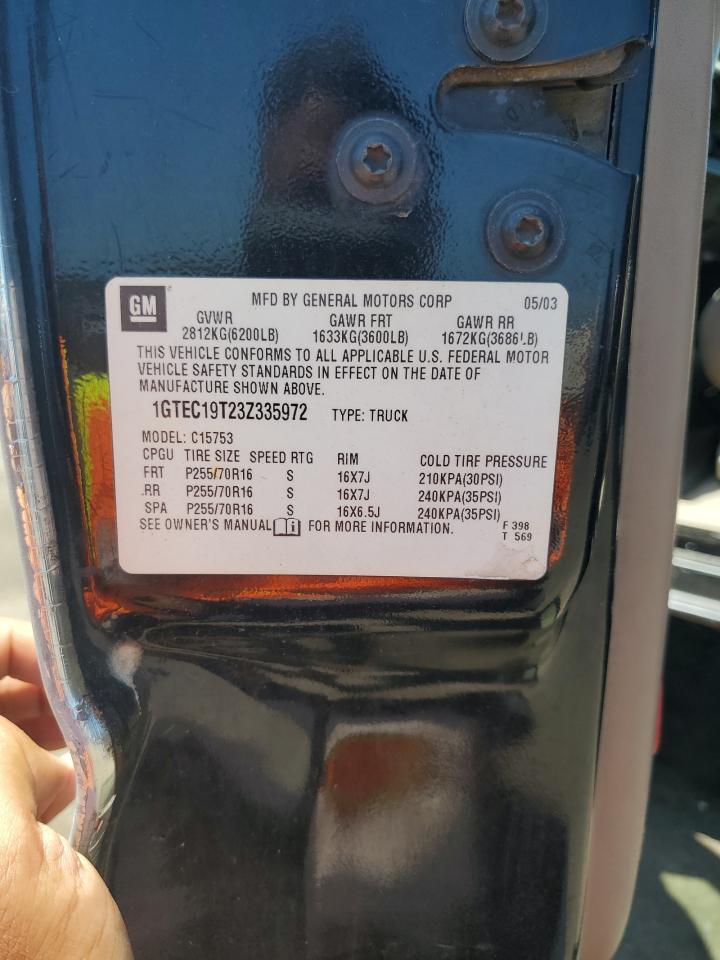 GM MFD BY GENERAL MOTORS CORP 05/03
GVWR GAWR FRT GAWR RR
2812KG(6200LB) 1633KG(3600LB) 1672KG(3686LB)
THIS VEHICLE CONFORMS TO ALL APPLICABLE U.S. FEDERAL MOTOR
VEHICLE SAFETY STANDARDS IN EFFECT ON THE DATE OF
MANUFACTURE SHOWN ABOVE.
1GTEC19T23Z335972 TYPE: TRUCK
MODEL: C15753
CPGU TIRE SIZE SPEED RTG RIM COLD TIRE PRESSURE
FRT P255/70R16 S 16X7J 210KPA(30PSI)
RR P255/70R16 S 16X7J 240KPA(35PSI)
SPA P255/70R16 S 16X6.5J 240KPA(35PSI)
SEE OWNER'S MANUAL FOR MORE INFORMATION. F 398
T 569